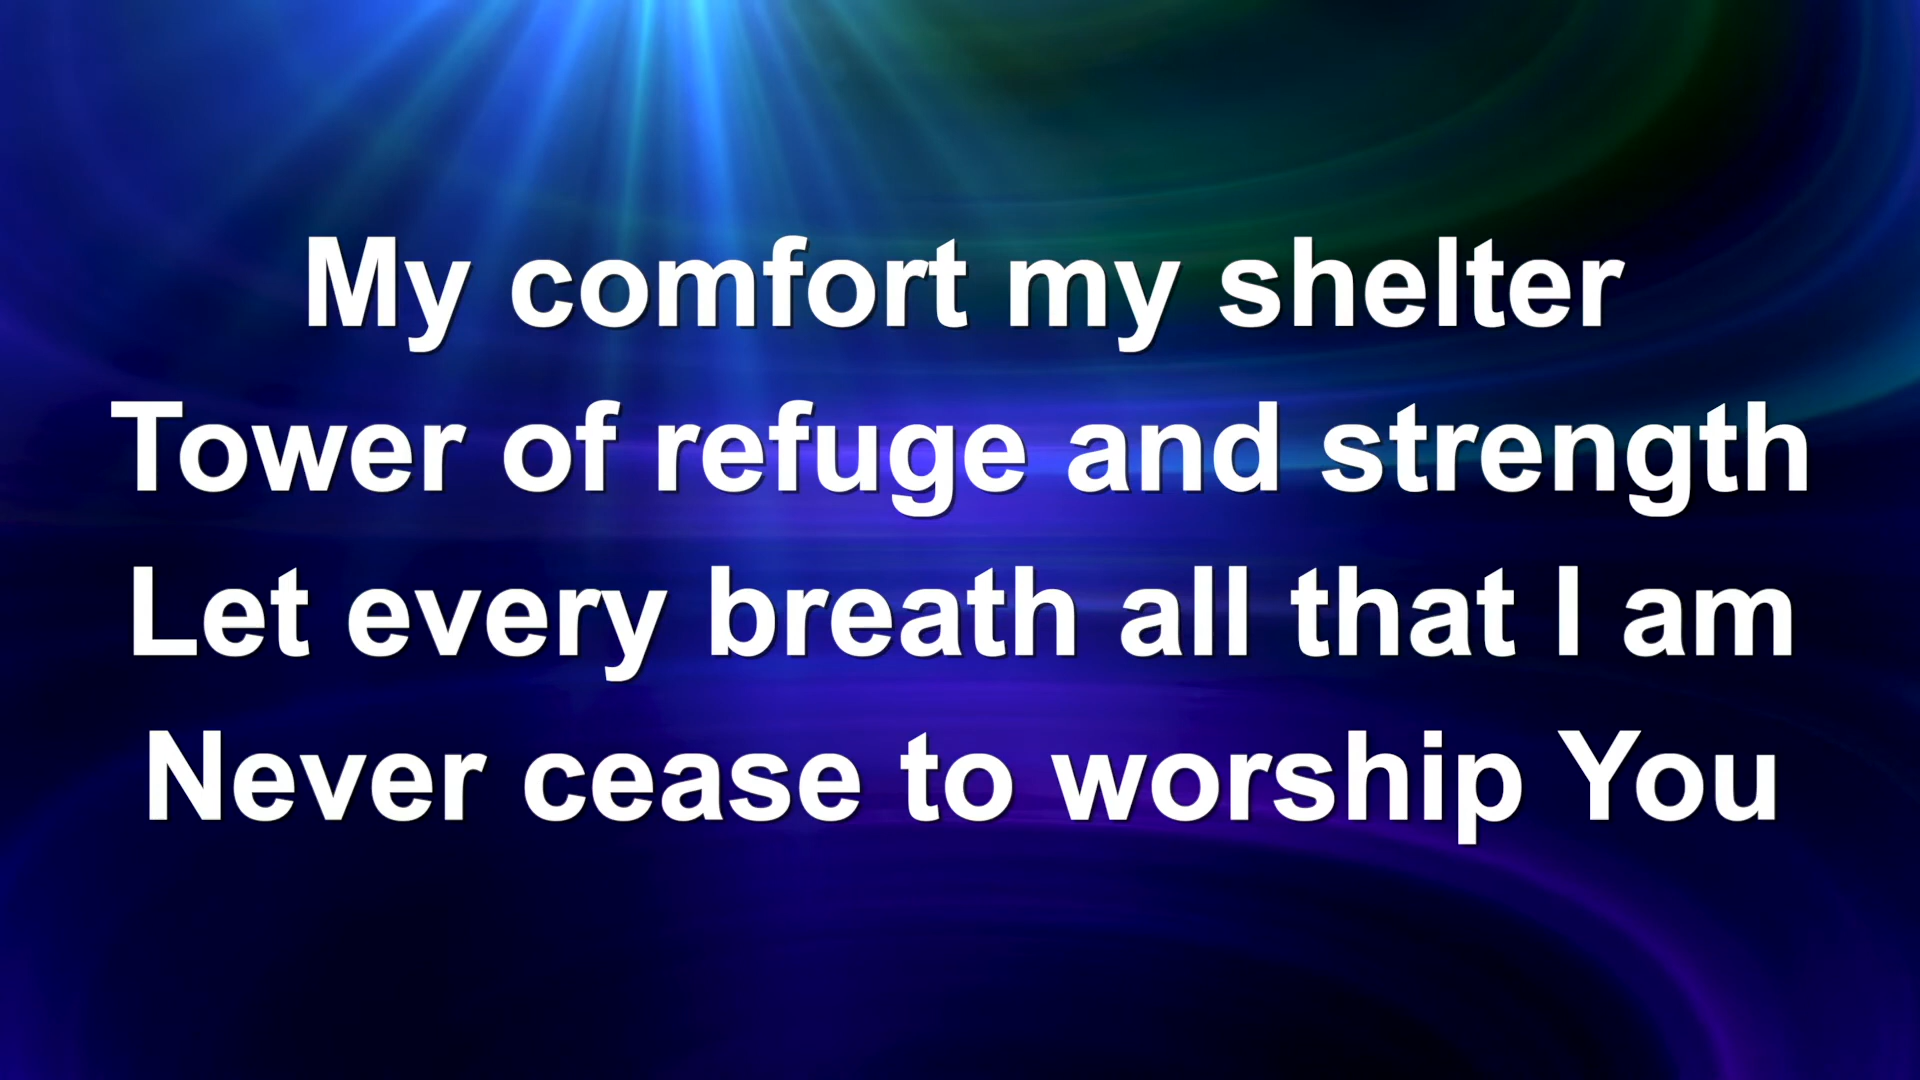 My comfort my shelter
Tower of refuge and strength
Let every breath all that I am
Never cease to worship You